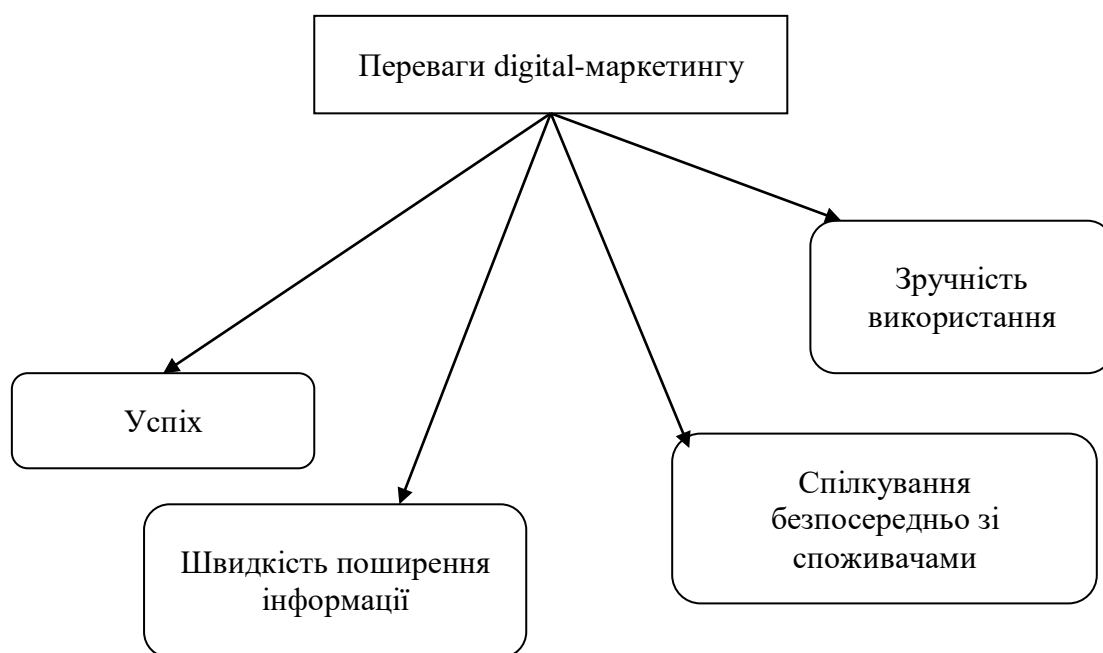 Переваги digital-маркетингу
Зручність
використання
Успіх
Спілкування
безпосередньо зі
споживачами
Швидкість поширення
інформації